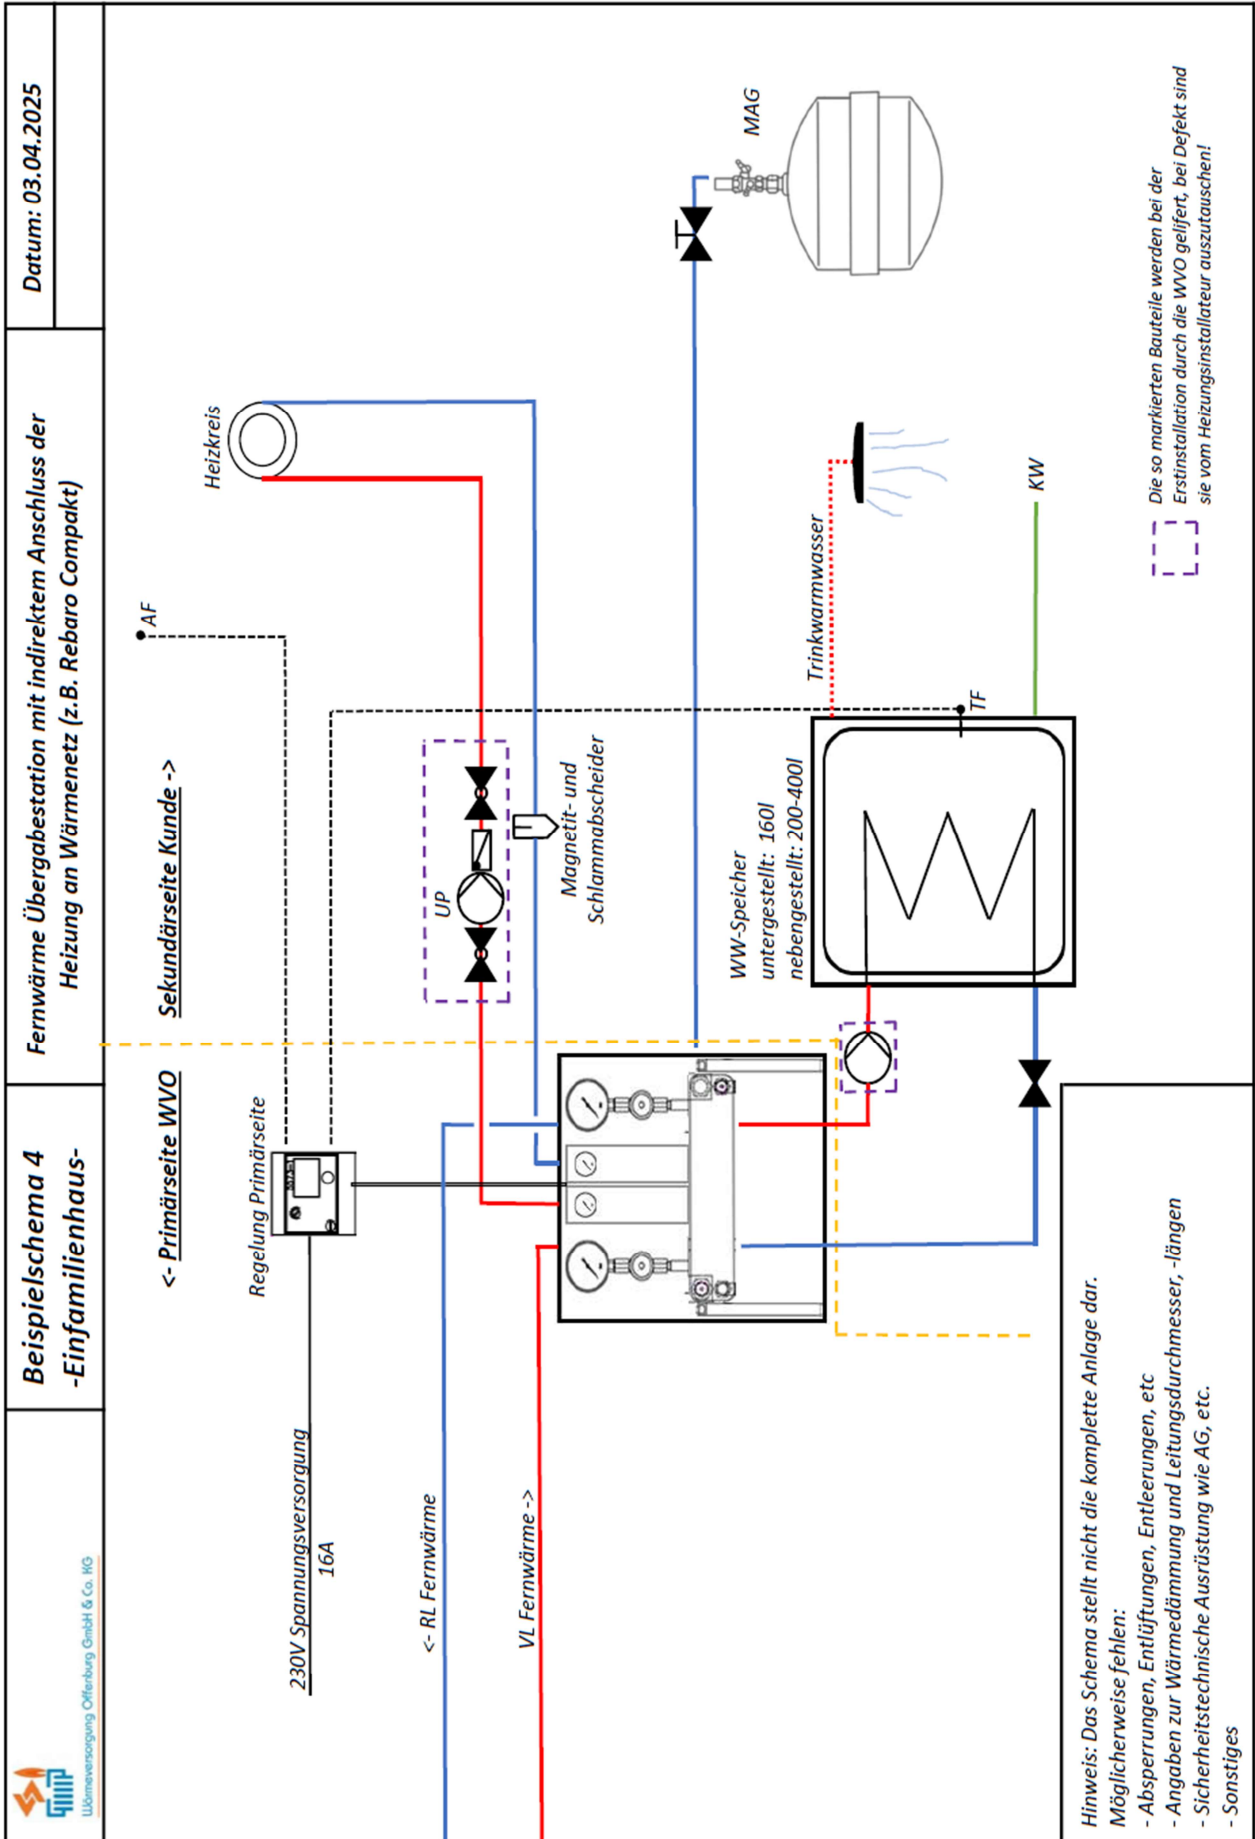 Wärmeversorgung Offenburg GmbH & Co. KG
Beispielschema 4
-Einfamilienhaus-
Fernwärme Übergabestation mit indirektem Anschluss der
Heizung an Wärmenetz (z.B. Rebaro Compakt)
Datum: 03.04.2025
<- Primärseite WVO
Sekundärseite Kunde ->
AF
Heizkreis
Regelung Primärseite
230V Spannungsversorgung
16A
UP
Magnetit- und
Schlammabscheider
<- RL Fernwärme
VL Fernwärme ->
MAG
WW-Speicher
untergestellt: 160l
nebengestellt: 200-400l
Trinkwarmwasser
TF
KW
Hinweis: Das Schema stellt nicht die komplette Anlage dar.
Möglicherweise fehlen:
- Absperrungen, Entlüftungen, Entleerungen, etc
- Angaben zur Wärmedämmung und Leitungsdurchmesser, -längen
- Sicherheitstechnische Ausrüstung wie AG, etc.
- Sonstiges
Die so markierten Bauteile werden bei der
Erstinstallation durch die WVO gelifert, bei Defekt sind
sie vom Heizungsinstallateur auszutauschen!